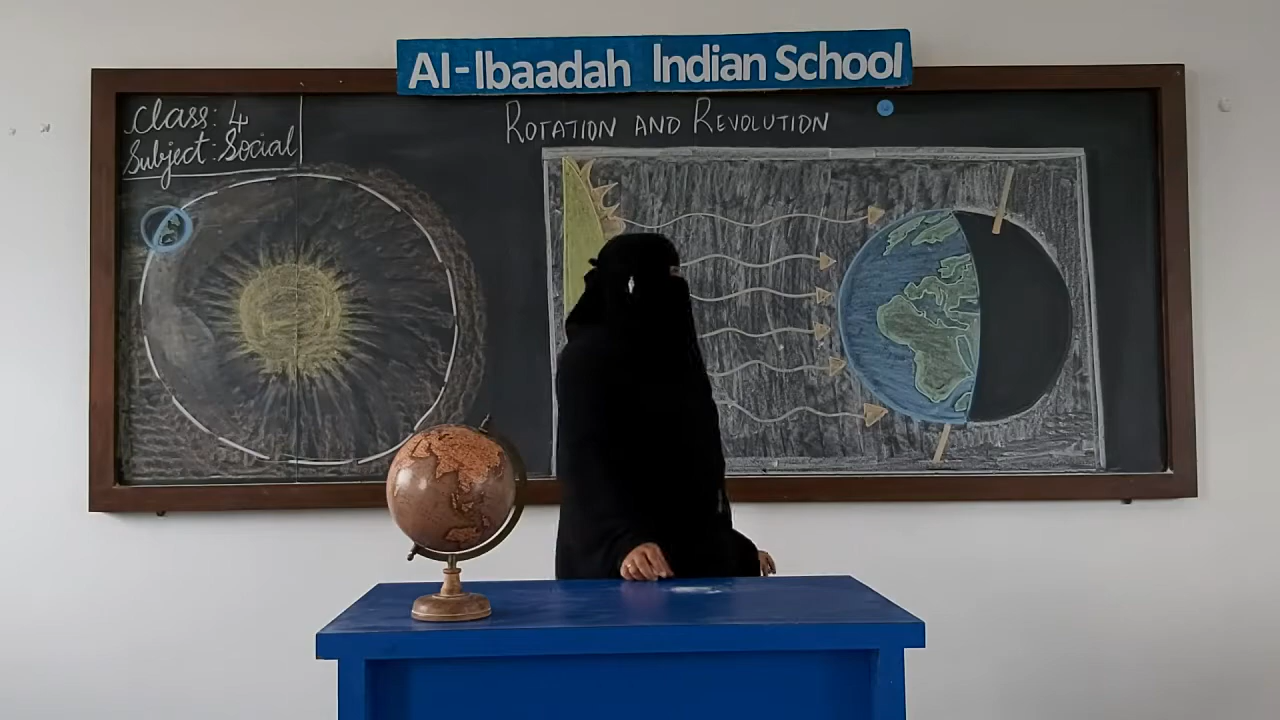 Al-Ibaadah Indian School
Class: 4
Subject: Social
ROTATION AND REVOLUTION